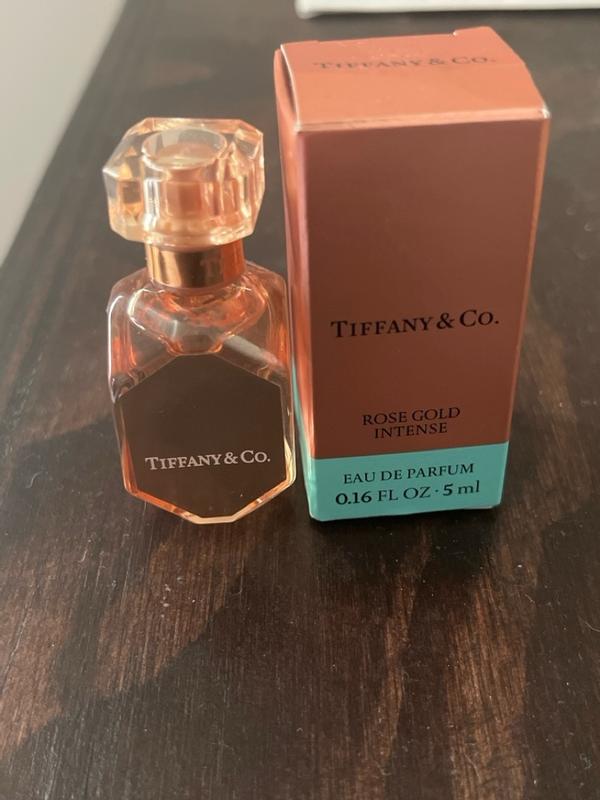 TIFFANY & CO.
TIFFANY & CO.
ROSE GOLD
INTENSE
EAU DE PARFUM
0.16 FL OZ · 5 ml
TIFFANY & CO.